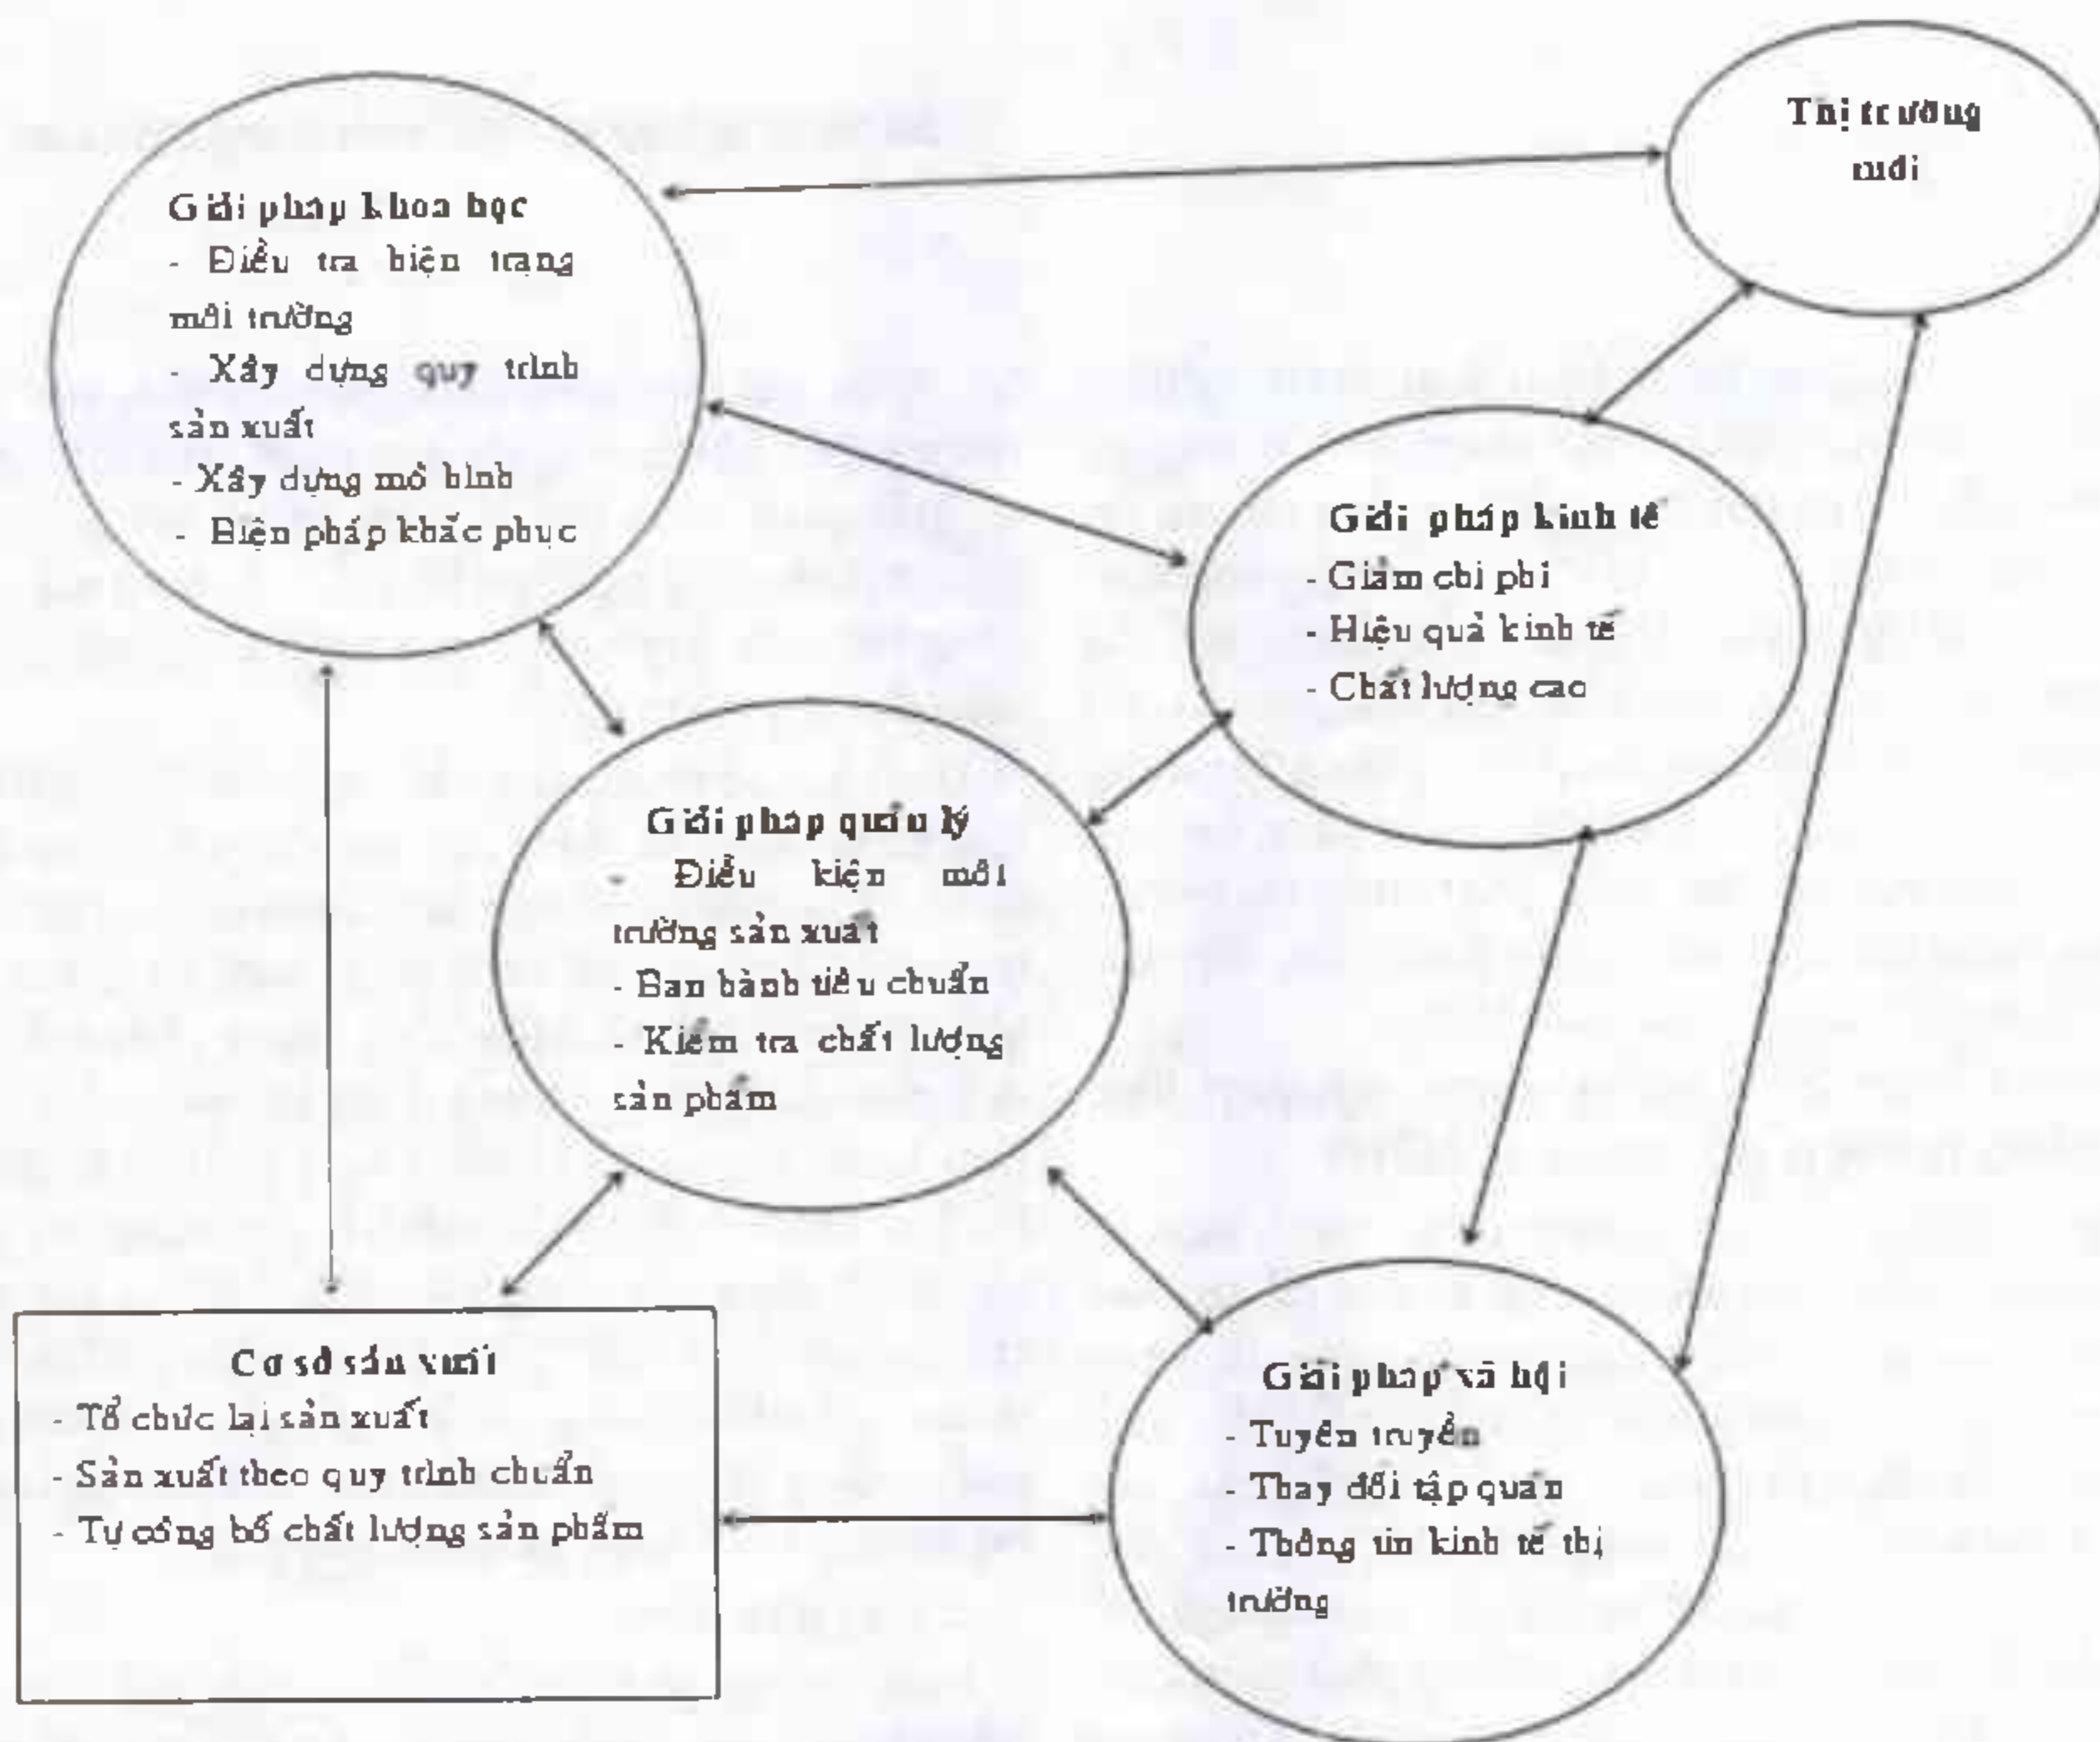 Thị trường
mới
Giải pháp khoa học
- Điều tra hiện trạng
môi trường
- Xây dựng quy trình
sản xuất
- Xây dựng mô hình
- Biện pháp khắc phục
Giải pháp kinh tế
- Giảm chi phí
- Hiệu quả kinh tế
- Chất lượng cao
Giải pháp quản lý
- Điều kiện môi
trường sản xuất
- Ban hành tiêu chuẩn
- Kiểm tra chất lượng
sản phẩm
Cơ sở sản xuất
- Tổ chức lại sản xuất
- Sản xuất theo quy trình chuẩn
- Tự công bố chất lượng sản phẩm
Giải pháp xã hội
- Tuyên truyền
- Thay đổi tập quán
- Thông tin kinh tế thị
trường